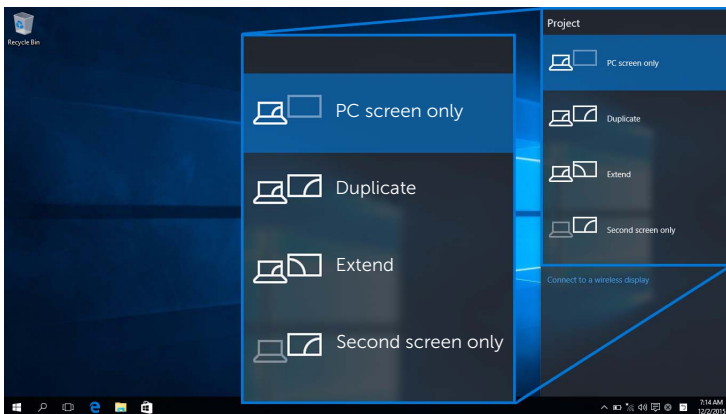 Recycle Bin
PC screen only
Duplicate
Extend
Second screen only
Project
PC screen only
Duplicate
Extend
Second screen only
Connect to a wireless display
7:14 AM